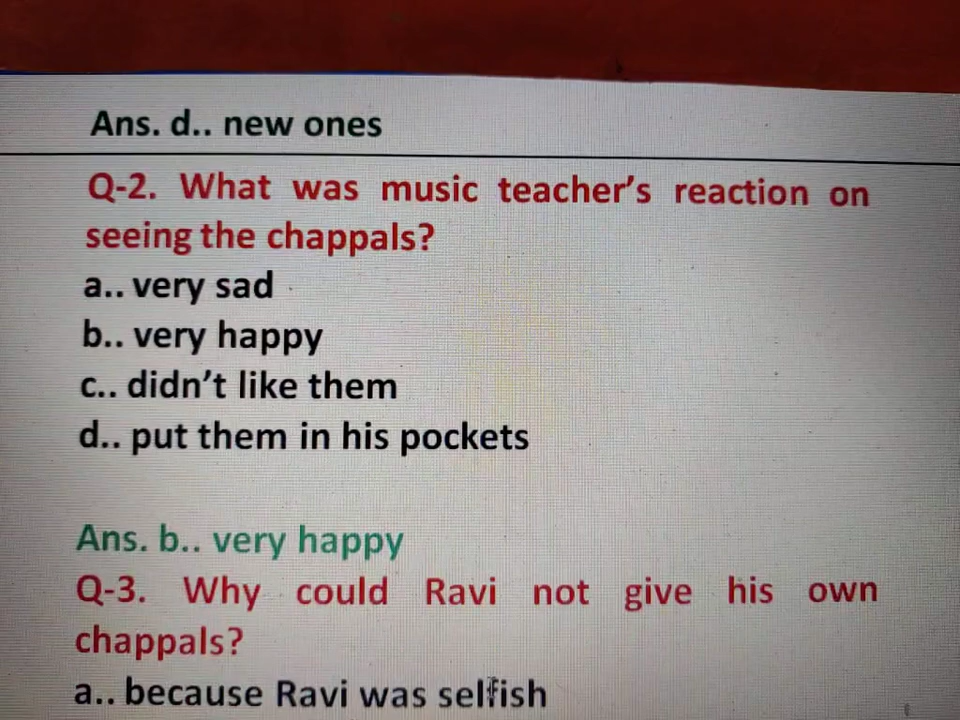 Ans. d.. new ones
Q-2. What was music teacher's reaction on
seeing the chappals?
a.. very sad
b.. very happy
c.. didn't like them
d.. put them in his pockets
Ans. b.. very happy
Q-3. Why could Ravi not give his own
chappals?
a.. because Ravi was selfish